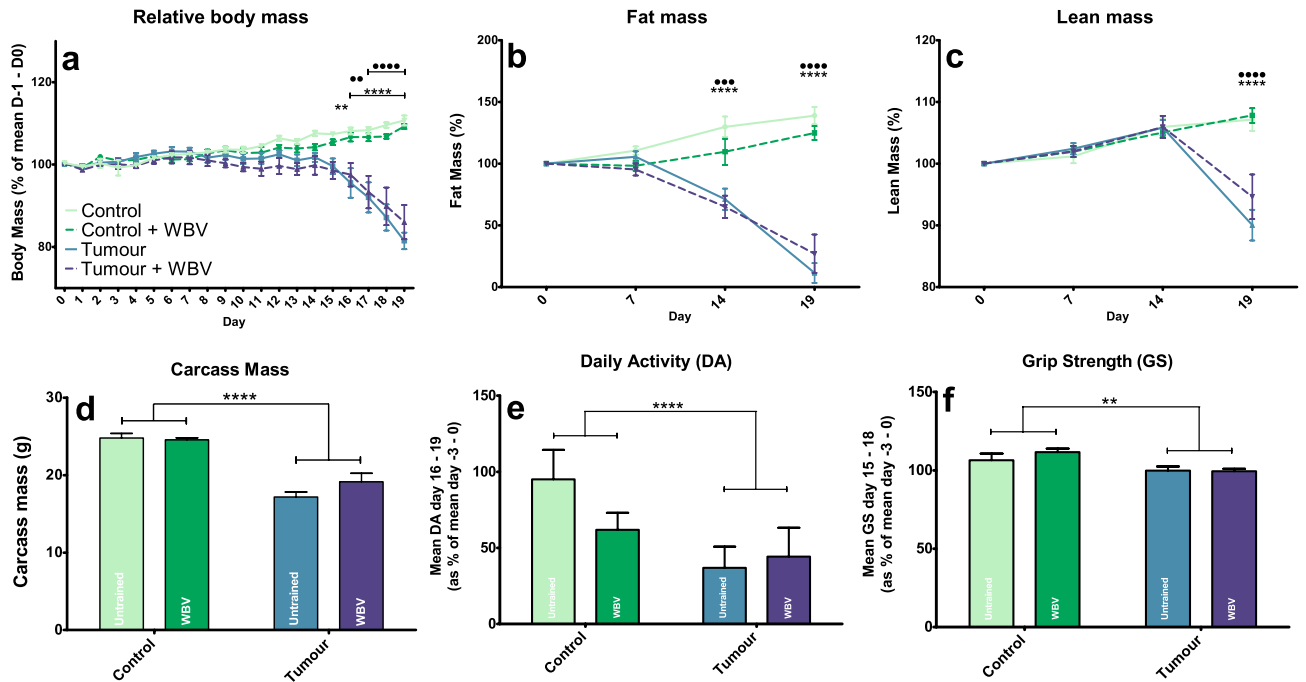 Relative body mass
a
120
100
80
Body Mass (% of mean D-1 - D0)
••
••••
**
****
Control
Control + WBV
Tumour
Tumour + WBV
0 1 2 3 4 5 6 7 8 9 10 11 12 13 14 15 16 17 18 19
Day
Fat mass
b
200
150
100
50
0
Fat Mass (%)
•••
****
••••
****
0 7 14 19
Day
Lean mass
c
120
110
100
90
80
Lean Mass (%)
••••
****
0 7 14 19
Day
Carcass Mass
d
30
20
10
0
Carcass mass (g)
****
Untrained
WBV
Untrained
WBV
Control
Tumour
Daily Activity (DA)
e
150
100
50
0
Mean DA day 16 - 19
(as % of mean day -3 - 0)
****
Untrained
WBV
Untrained
WBV
Control
Tumour
Grip Strength (GS)
f
150
100
50
0
Mean GS day 15 - 18
(as % of mean day -3 - 0)
**
Untrained
WBV
Untrained
WBV
Control
Tumour